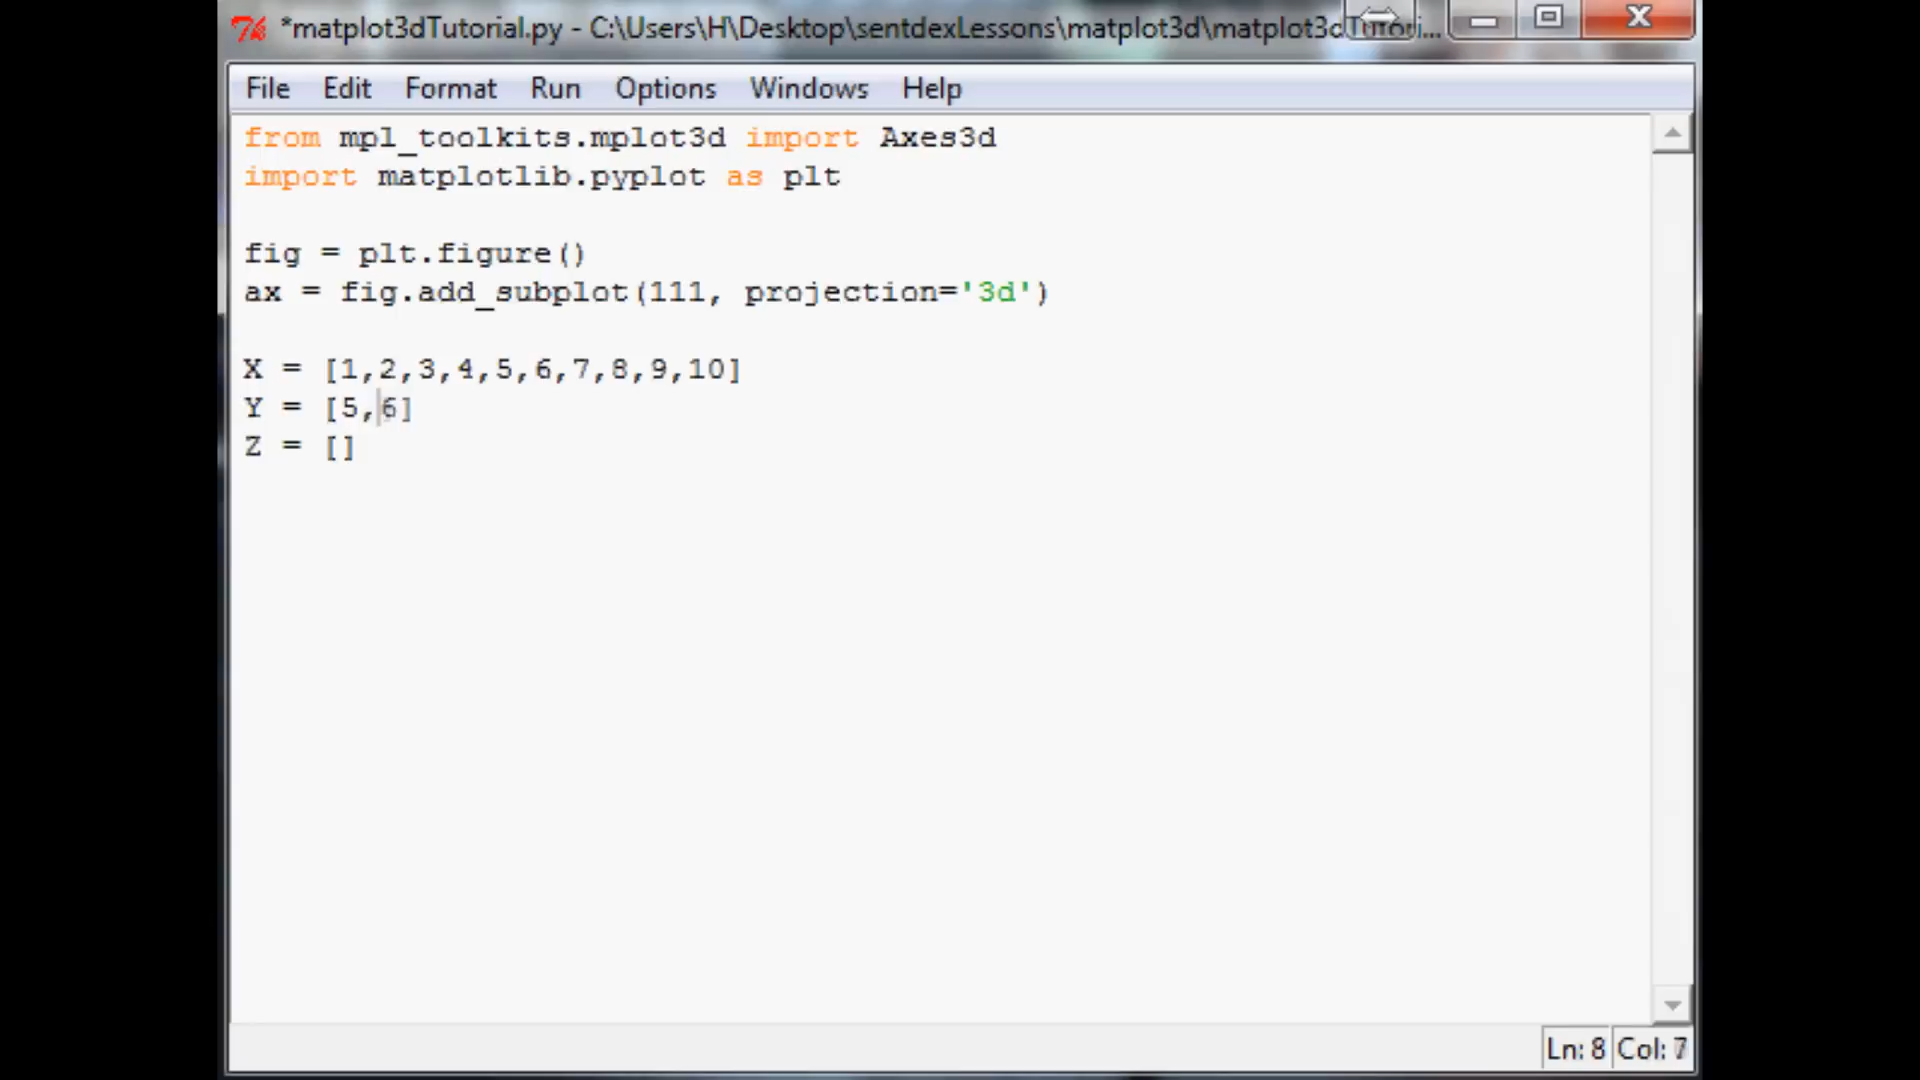 *matplot3dTutorial.py - C:\Users\H\Desktop\sentdexLessons\matplot3d\matplot3dTutori...
File Edit Format Run Options Windows Help
from mpl_toolkits.mplot3d import Axes3d
import matplotlib.pyplot as plt
fig = plt.figure()
ax = fig.add_subplot(111, projection='3d')
X = [1,2,3,4,5,6,7,8,9,10]
Y = [5,6]
Z = []
Ln: 8 Col: 7